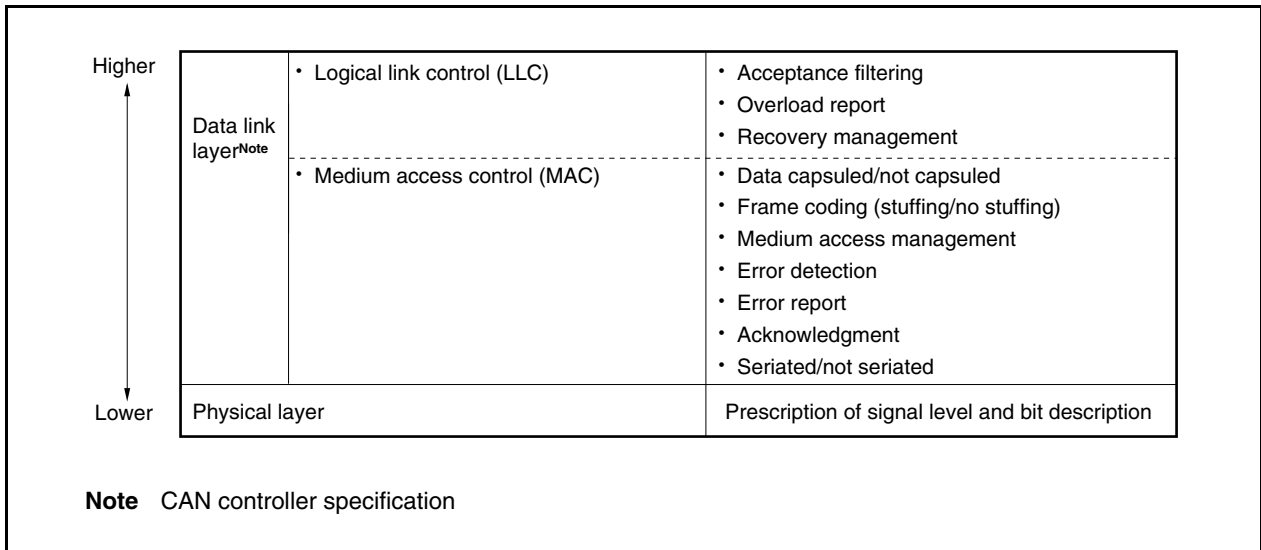 Higher
Lower
Data link
layerNote
• Logical link control (LLC)
• Acceptance filtering
• Overload report
• Recovery management
• Medium access control (MAC)
• Data capsuled/not capsuled
• Frame coding (stuffing/no stuffing)
• Medium access management
• Error detection
• Error report
• Acknowledgment
• Seriated/not seriated
Physical layer
Prescription of signal level and bit description
Note CAN controller specification